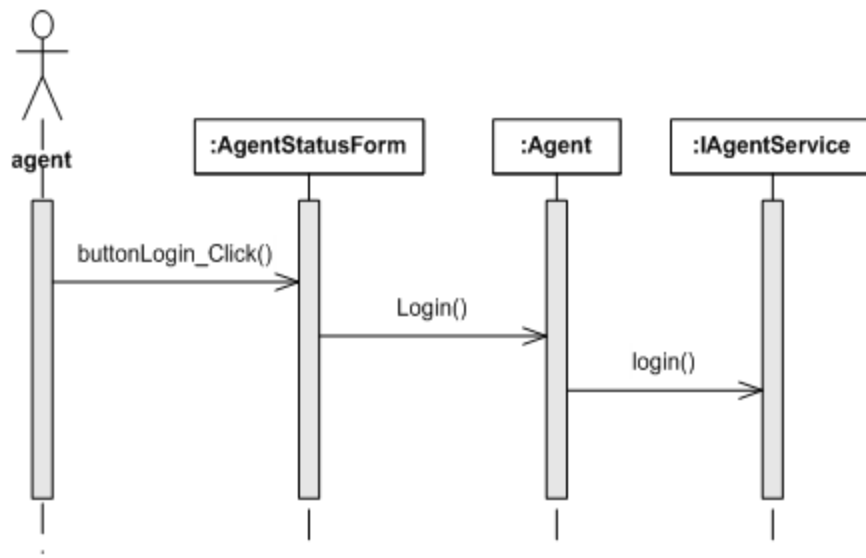 :AgentStatusForm
:Agent
:IAgentService
agent
buttonLogin_Click()
Login()
login()